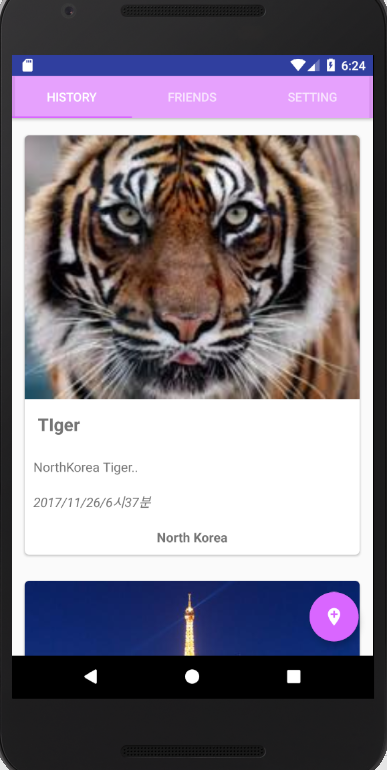 6:24
HISTORY FRIENDS SETTING
TIger
NorthKorea Tiger..
2017/11/26/6시37분
North Korea